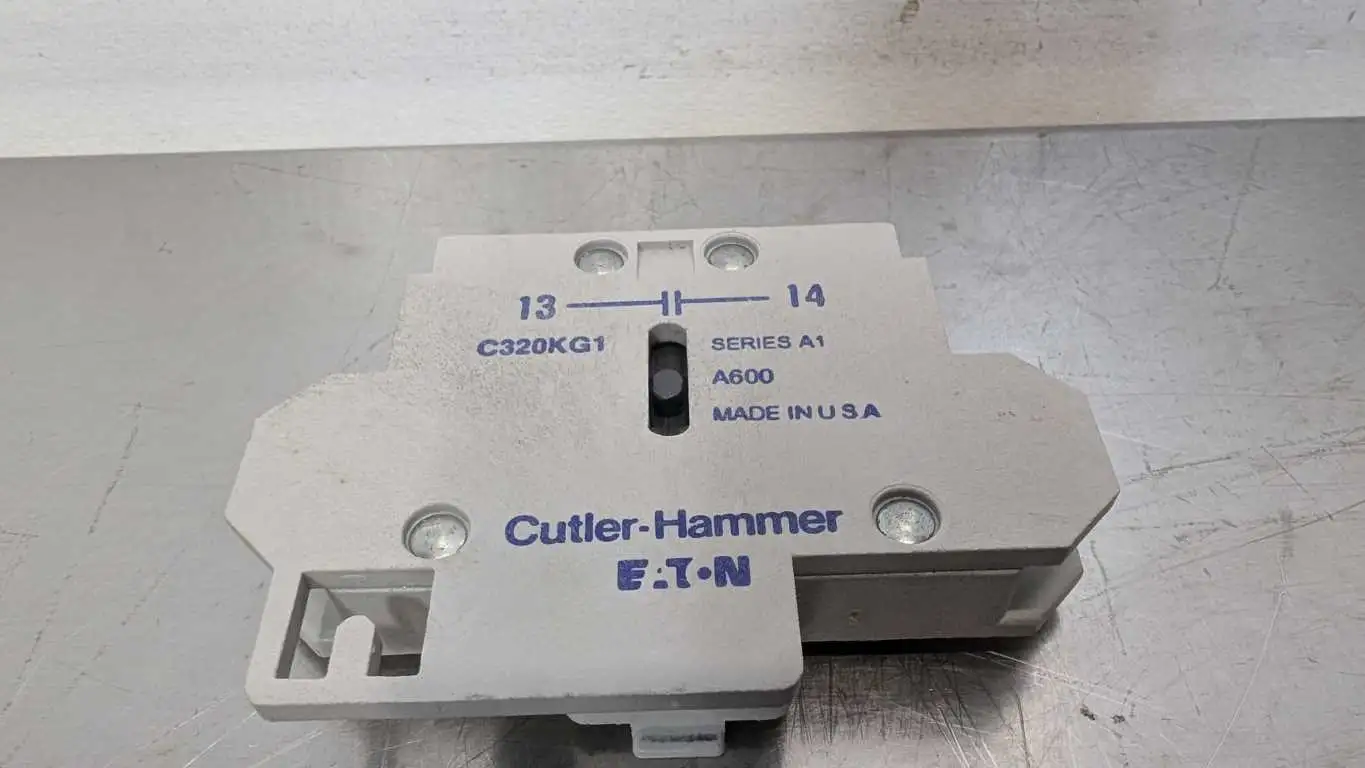 13 14
C320KG1 SERIES A1
A600
MADE IN U S A
Cutler-Hammer
E.T•N